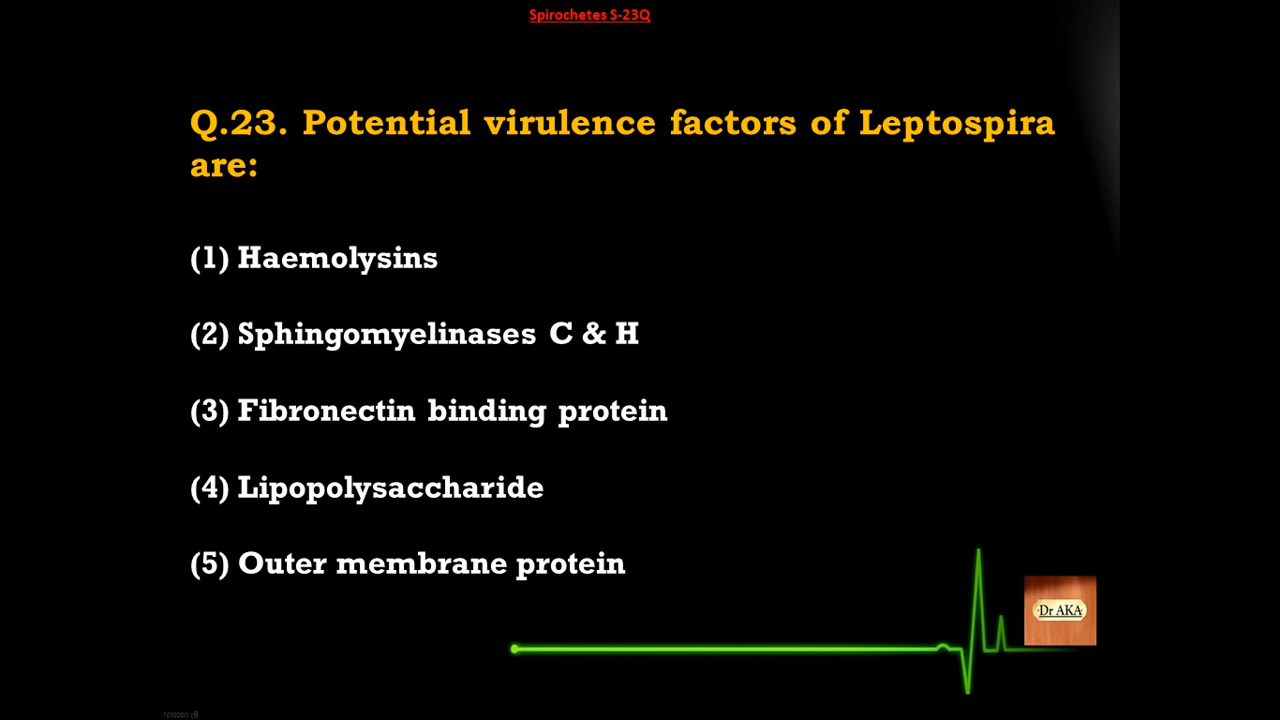 Spirochetes S-23Q
Q.23. Potential virulence factors of Leptospira
are:
(1) Haemolysins
(2) Sphingomyelinases C & H
(3) Fibronectin binding protein
(4) Lipopolysaccharide
(5) Outer membrane protein
Dr AKA